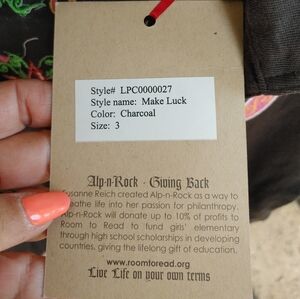 Style# LPC0000027
Style name: Make Luck
Color: Charcoal
Size: 3
Alp-n-Rock · Giving Back
Susanne Reich created Alp-n-Rock as a way to
breathe life into her passion for philanthropy.
Alp-n-Rock will donate up to 10% of profits to
Room to Read to fund girls' elementary
through high school scholarships in developing
countries, giving the lifelong gift of education.
www.roomtoread.org
Live Life on your own terms